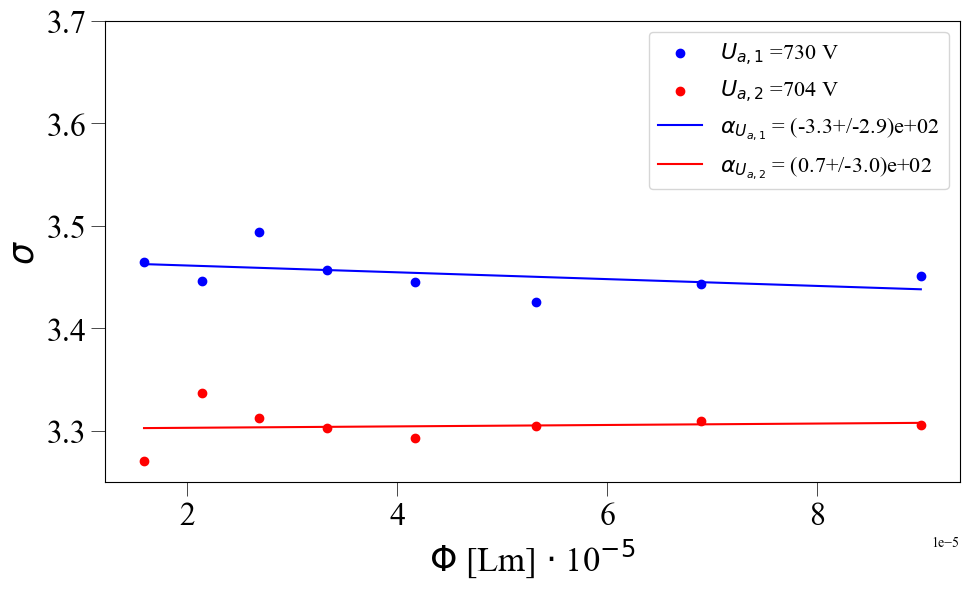 3.7
3.6
3.5
3.4
3.3
σ
U_{a,1} =730 V
U_{a,2} =704 V
α_{U_{a,1}} = (-3.3+/-2.9)e+02
α_{U_{a,2}} = (0.7+/-3.0)e+02
2 4 6 8
1e−5
Φ [Lm] · 10^{−5}